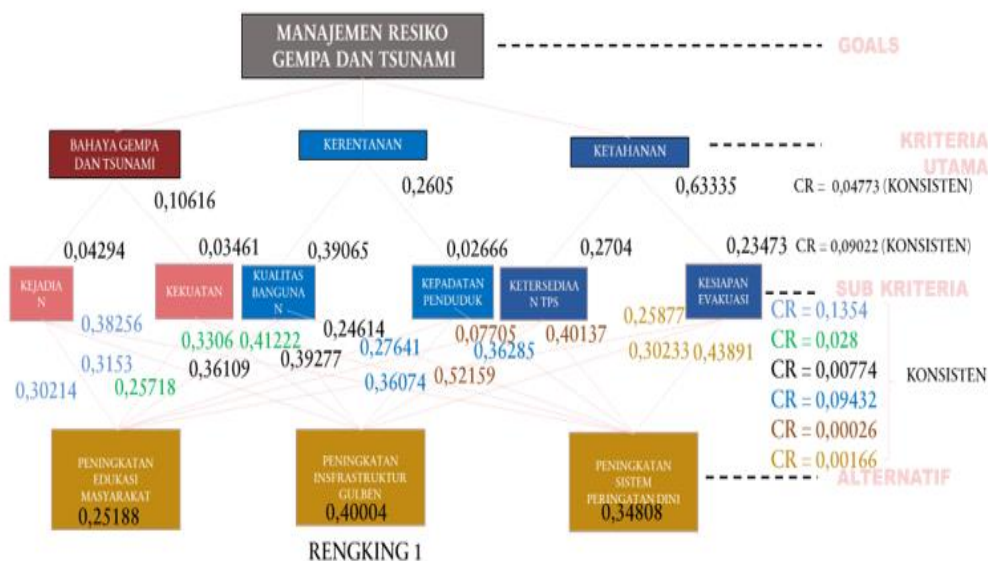 MANAJEMEN RESIKO
GEMPA DAN TSUNAMI
GOALS
BAHAYA GEMPA
DAN TSUNAMI
KERENTANAN
KETAHANAN
KRITERIA
UTAMA
0,10616
0,2605
0,63335
CR = 0,04773 (KONSISTEN)
0,04294
0,03461
0,39065
0,02666
0,2704
0,23473
CR = 0,09022 (KONSISTEN)
KEJADIA
N
KEKUATAN
KUALITAS
BANGUNA
N
KEPADATAN
PENDUDUK
KETERSEDIAA
N TPS
KESIAPAN
EVAKUASI
SUB KRITERIA
0,38256
0,3306
0,41222
0,24614
0,07705
0,40137
0,25877
CR = 0,1354
0,3153
0,36109
0,39277
0,27641
0,36285
0,30233
0,43891
CR = 0,028
0,30214
0,25718
0,36074
0,52159
CR = 0,00774
KONSISTEN
CR = 0,09432
CR = 0,00026
CR = 0,00166
PENINGKATAN
EDUKASI
MASYARAKAT
0,25188
PENINGKATAN
INSFRASTRUKTUR
GULBEN
0,40004
PENINGKATAN
SISTEM
PERINGATAN DINI
0,34808
ALTERNATIF
RENGKING 1